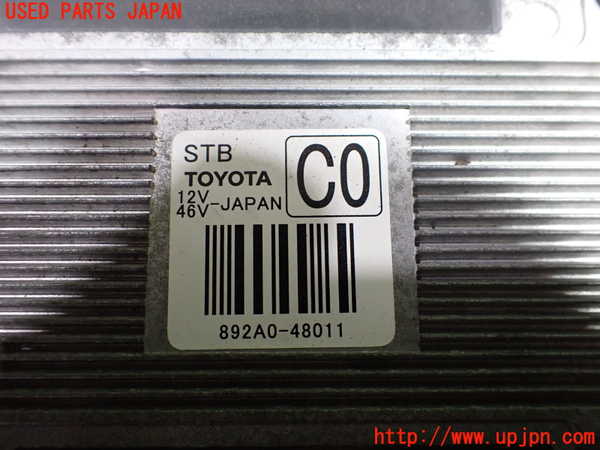 USED PARTS JAPAN
STB
TOYOTA
C0
12V
46V-JAPAN
892A0-48011
http://www.upjpn.com/